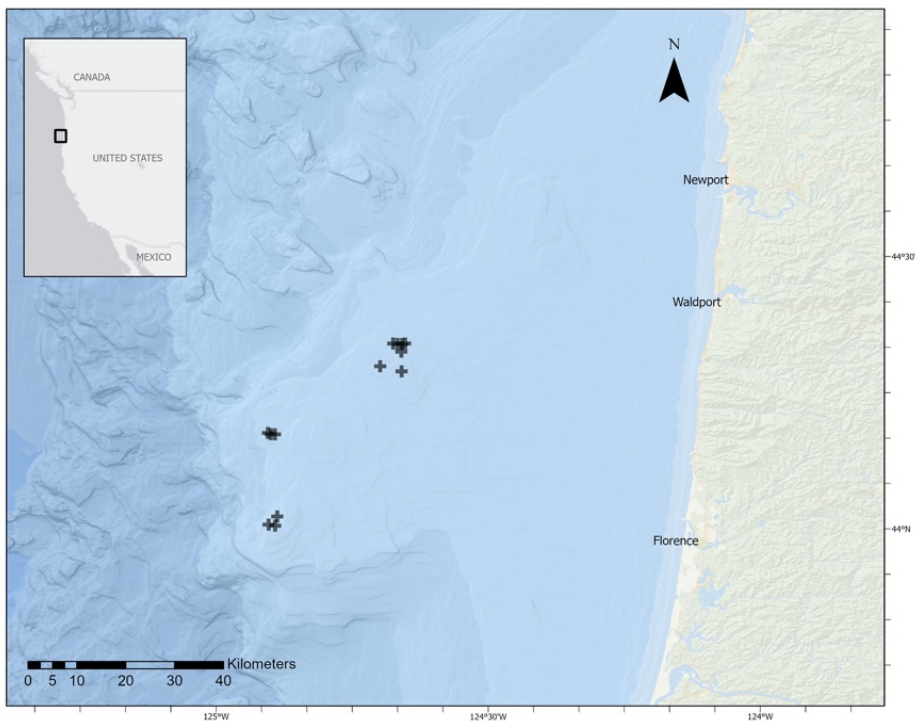 N
CANADA
UNITED STATES
MEXICO
Newport
44°30'
Waldport
44°N
Florence
Kilometers
0 5 10 20 30 40
125°W 124°30'W 124°W